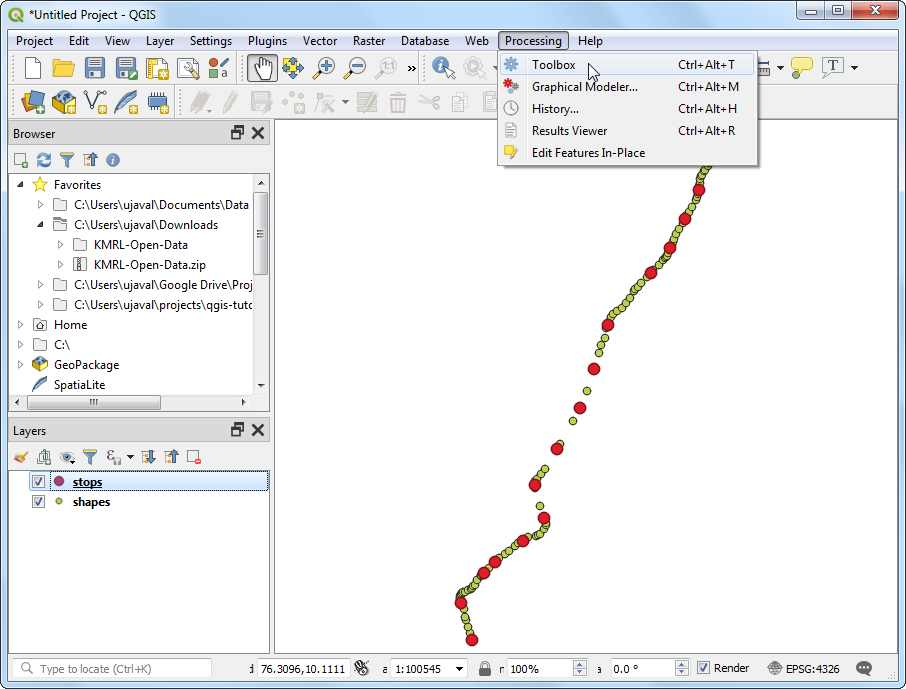 *Untitled Project - QGIS
Project Edit View Layer Settings Plugins Vector Raster Database Web Processing Help
Toolbox Ctrl+Alt+T
Graphical Modeler... Ctrl+Alt+M
History... Ctrl+Alt+H
Results Viewer Ctrl+Alt+R
Edit Features In-Place
Browser
Favorites
C:\Users\ujaval\Documents\Data
C:\Users\ujaval\Downloads
KMRL-Open-Data
KMRL-Open-Data.zip
C:\Users\ujaval\Google Drive\Proj
C:\Users\ujaval\projects\qgis-tuto
Home
C:\
GeoPackage
SpatiaLite
Layers
stops
shapes
Type to locate (Ctrl+K)
76.3096,10.1111
a 1:100545
100%
a 0.0 °
Render
EPSG:4326